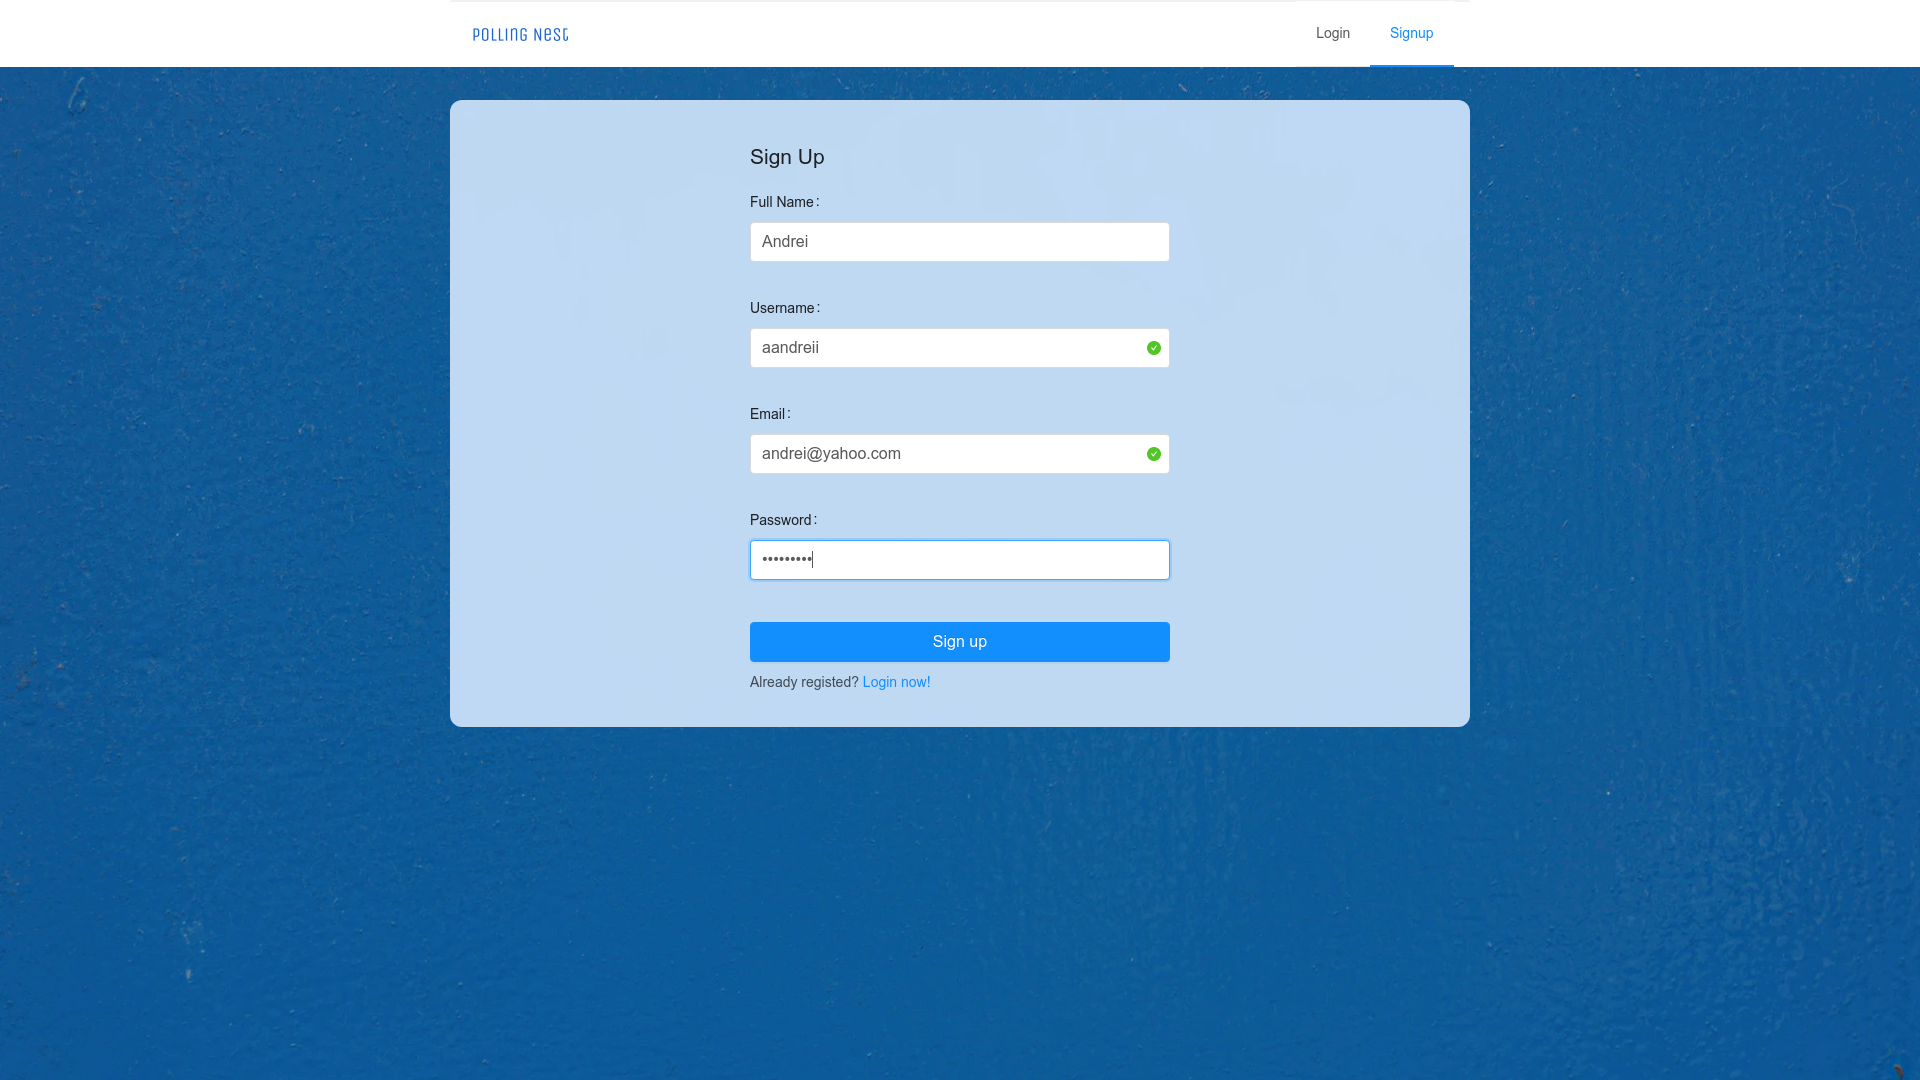 POLLING NEST
Login
Signup
Sign Up
Full Name:
Andrei
Username:
aandreii
Email:
andrei@yahoo.com
Password:
•••••••••
Sign up
Already registed? Login now!